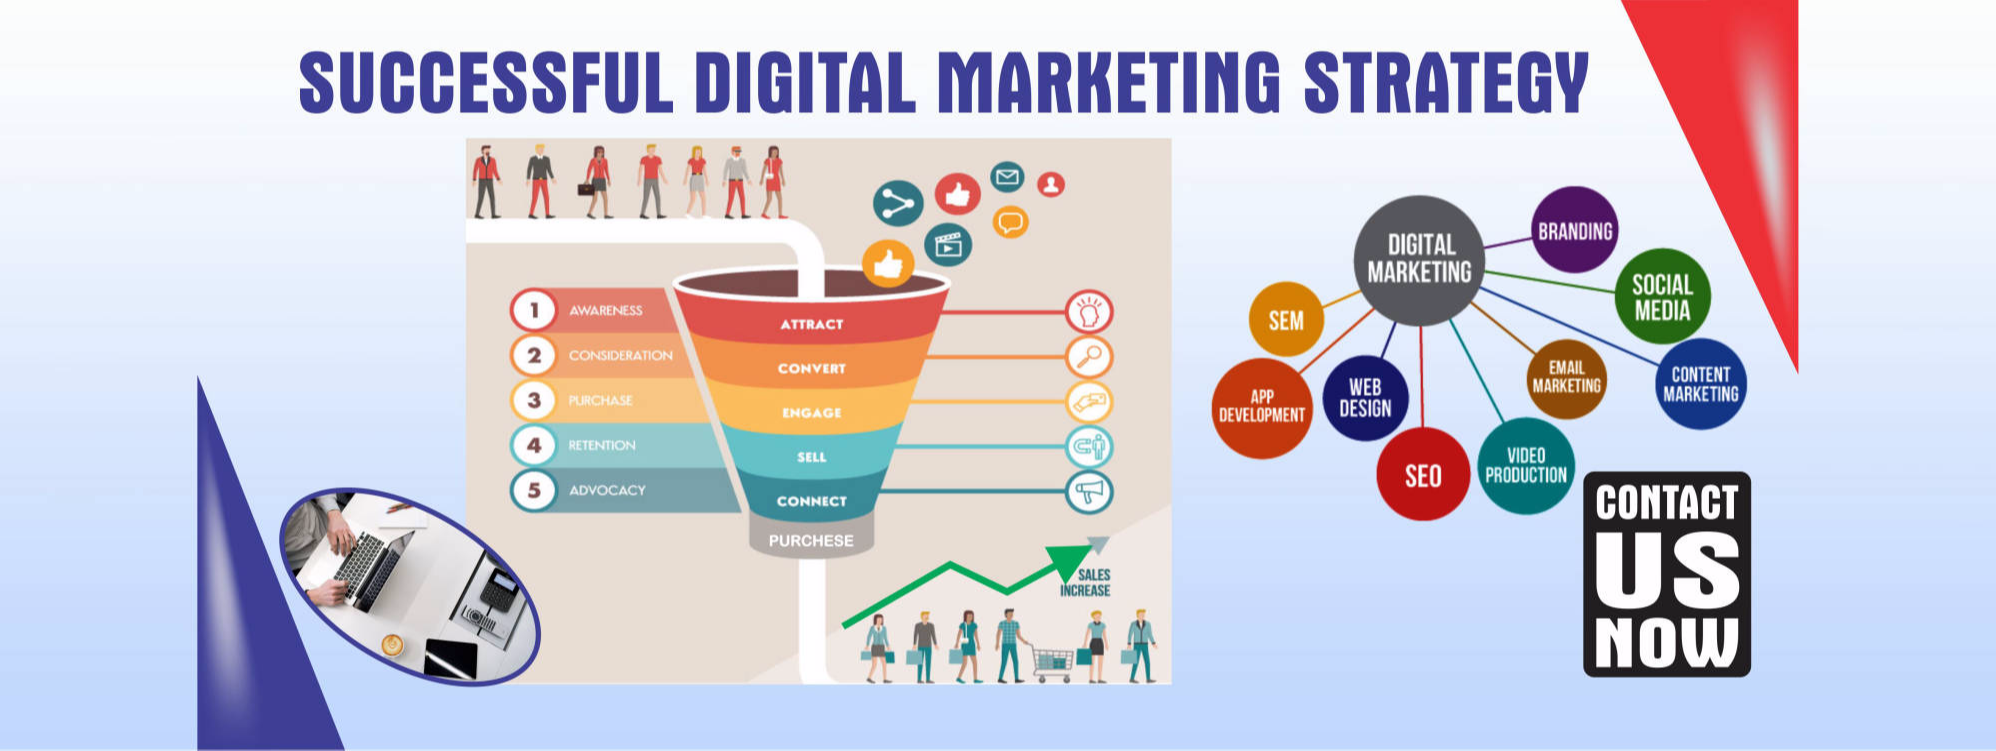 SUCCESSFUL DIGITAL MARKETING STRATEGY
1 AWARENESS
2 CONSIDERATION
3 PURCHASE
4 RETENTION
5 ADVOCACY
ATTRACT
CONVERT
ENGAGE
SELL
CONNECT
PURCHESE
SALES
INCREASE
DIGITAL
MARKETING
BRANDING
SOCIAL
MEDIA
CONTENT
MARKETING
EMAIL
MARKETING
VIDEO
PRODUCTION
SEO
WEB
DESIGN
APP
DEVELOPMENT
SEM
CONTACT
US
NOW